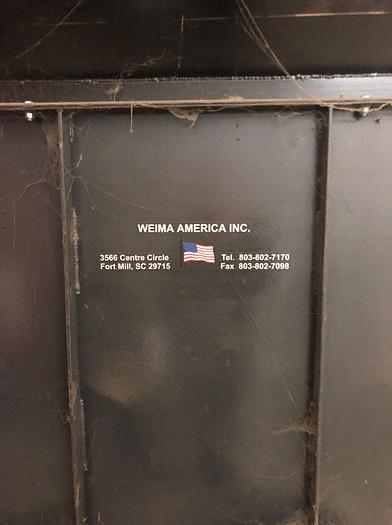 WEIMA AMERICA INC.
3566 Centre Circle Tel. 803-802-7170
Fort Mill, SC 29715 Fax 803-802-7098